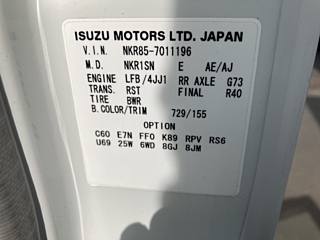 ISUZU MOTORS LTD. JAPAN
V.I.N. NKR85-7011196
M.D. NKR1SN E AE/AJ
ENGINE LFB/4JJ1 RR AXLE G73
TRANS. RST FINAL R40
TIRE BWR
B.COLOR/TRIM 729/155
OPTION
C60 E7N FF0 K89 RPV RS6
U69 25W 6WD 8GJ 8JM